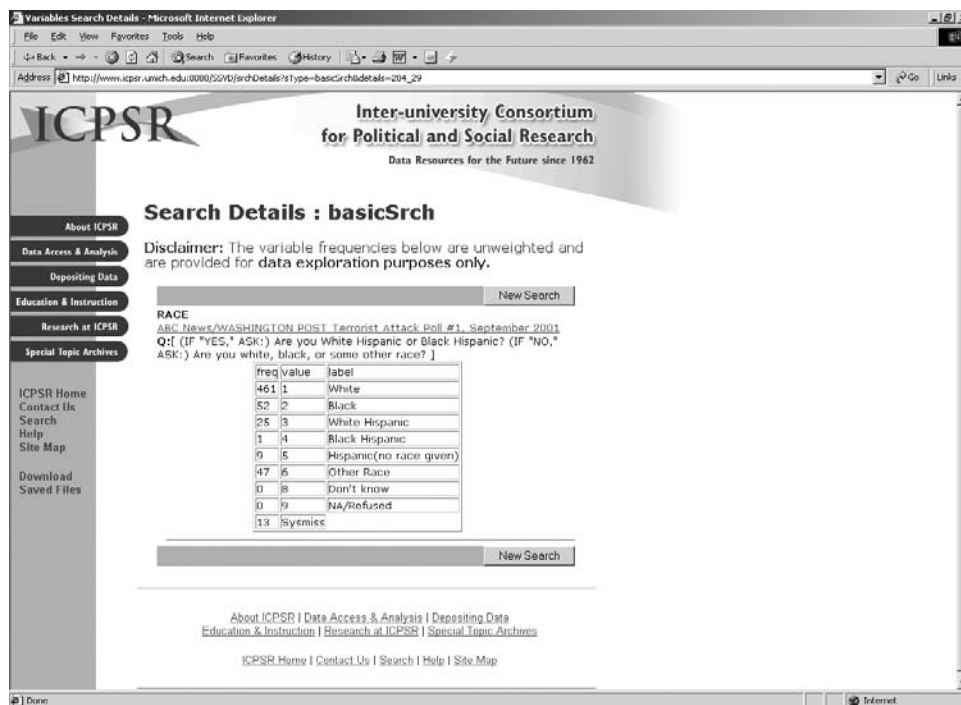 Variables Search Details - Microsoft Internet Explorer
File Edit View Favorites Tools Help
Back Search Favorites History
Address http://www.icpsr.umich.edu:8080/SSVD/srchDetails?sType=basicSrch&details=204_29 Go Links
ICPSR
Inter-university Consortium
for Political and Social Research
Data Resources for the Future since 1962
About ICPSR
Data Access & Analysis
Depositing Data
Education & Instruction
Research at ICPSR
Special Topic Archives
ICPSR Home
Contact Us
Search
Help
Site Map
Download
Saved Files
Search Details : basicSrch
Disclaimer: The variable frequencies below are unweighted and
are provided for data exploration purposes only.
New Search
RACE
ABC News/WASHINGTON POST Terrorist Attack Poll #1, September 2001
Q:[ (IF "YES," ASK:) Are you White Hispanic or Black Hispanic? (IF "NO,"
ASK:) Are you white, black, or some other race? ]
freq value label
461 1 White
52 2 Black
25 3 White Hispanic
1 4 Black Hispanic
9 5 Hispanic(no race given)
47 6 Other Race
0 8 Don't know
0 9 NA/Refused
13 Sysmiss
New Search
About ICPSR | Data Access & Analysis | Depositing Data
Education & Instruction | Research at ICPSR | Special Topic Archives
ICPSR Home | Contact Us | Search | Help | Site Map
Done Internet